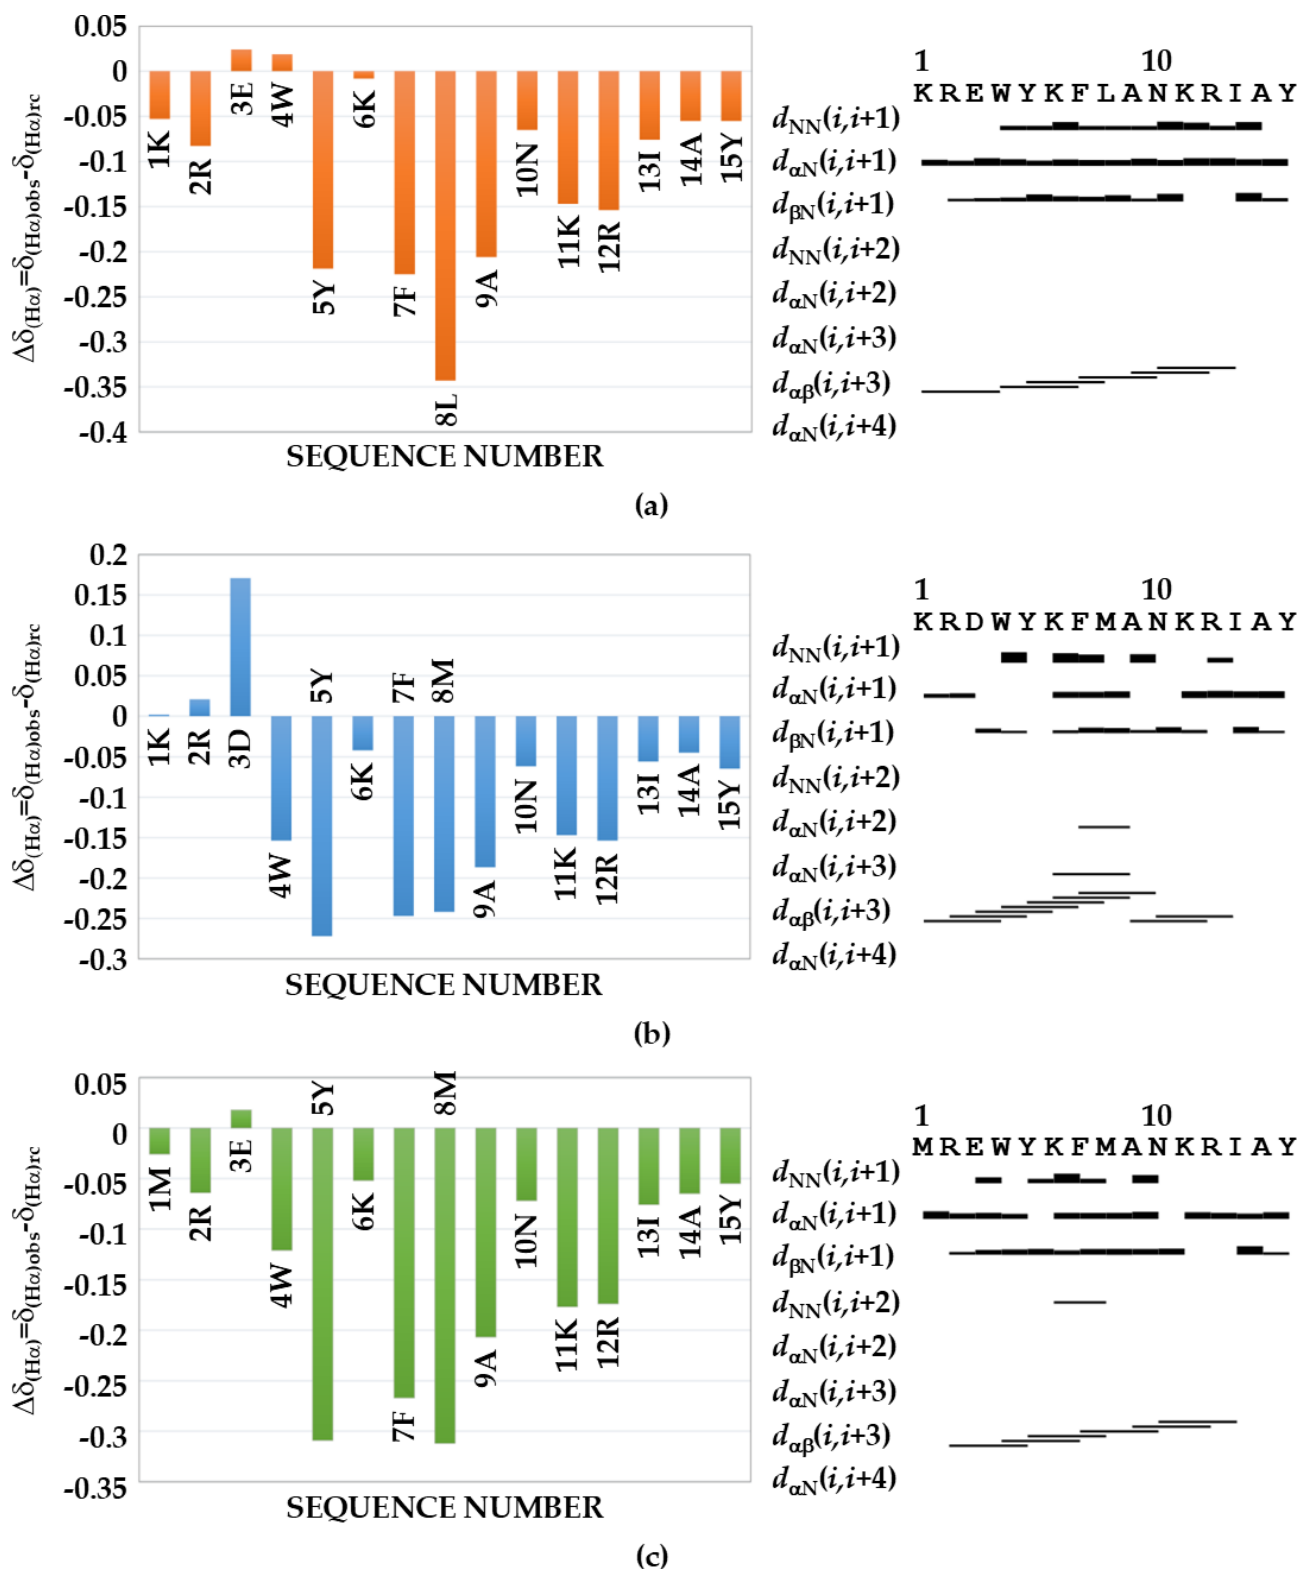 Δδ(Hα)=δ(Hα)obs-δ(Hα)rc
0.05
0
-0.05
-0.1
-0.15
-0.2
-0.25
-0.3
-0.35
-0.4
1K 2R 3E 4W 5Y 6K 7F 8L 9A 10N 11K 12R 13I 14A 15Y
SEQUENCE NUMBER
1 10
KREWYKFLANKRIAY
dNN(i,i+1)
dαN(i,i+1)
dβN(i,i+1)
dNN(i,i+2)
dαN(i,i+2)
dαN(i,i+3)
dαβ(i,i+3)
dαN(i,i+4)
(a)
Δδ(Hα)=δ(Hα)obs-δ(Hα)rc
0.2
0.15
0.1
0.05
0
-0.05
-0.1
-0.15
-0.2
-0.25
-0.3
1K 2R 3D 4W 5Y 6K 7F 8M 9A 10N 11K 12R 13I 14A 15Y
SEQUENCE NUMBER
1 10
KRDWYKFMANKRIAY
dNN(i,i+1)
dαN(i,i+1)
dβN(i,i+1)
dNN(i,i+2)
dαN(i,i+2)
dαN(i,i+3)
dαβ(i,i+3)
dαN(i,i+4)
(b)
Δδ(Hα)=δ(Hα)obs-δ(Hα)rc
0.05
0
-0.05
-0.1
-0.15
-0.2
-0.25
-0.3
-0.35
1M 2R 3E 4W 5Y 6K 7F 8M 9A 10N 11K 12R 13I 14A 15Y
SEQUENCE NUMBER
1 10
MREWYKFMANKRIAY
dNN(i,i+1)
dαN(i,i+1)
dβN(i,i+1)
dNN(i,i+2)
dαN(i,i+2)
dαN(i,i+3)
dαβ(i,i+3)
dαN(i,i+4)
(c)